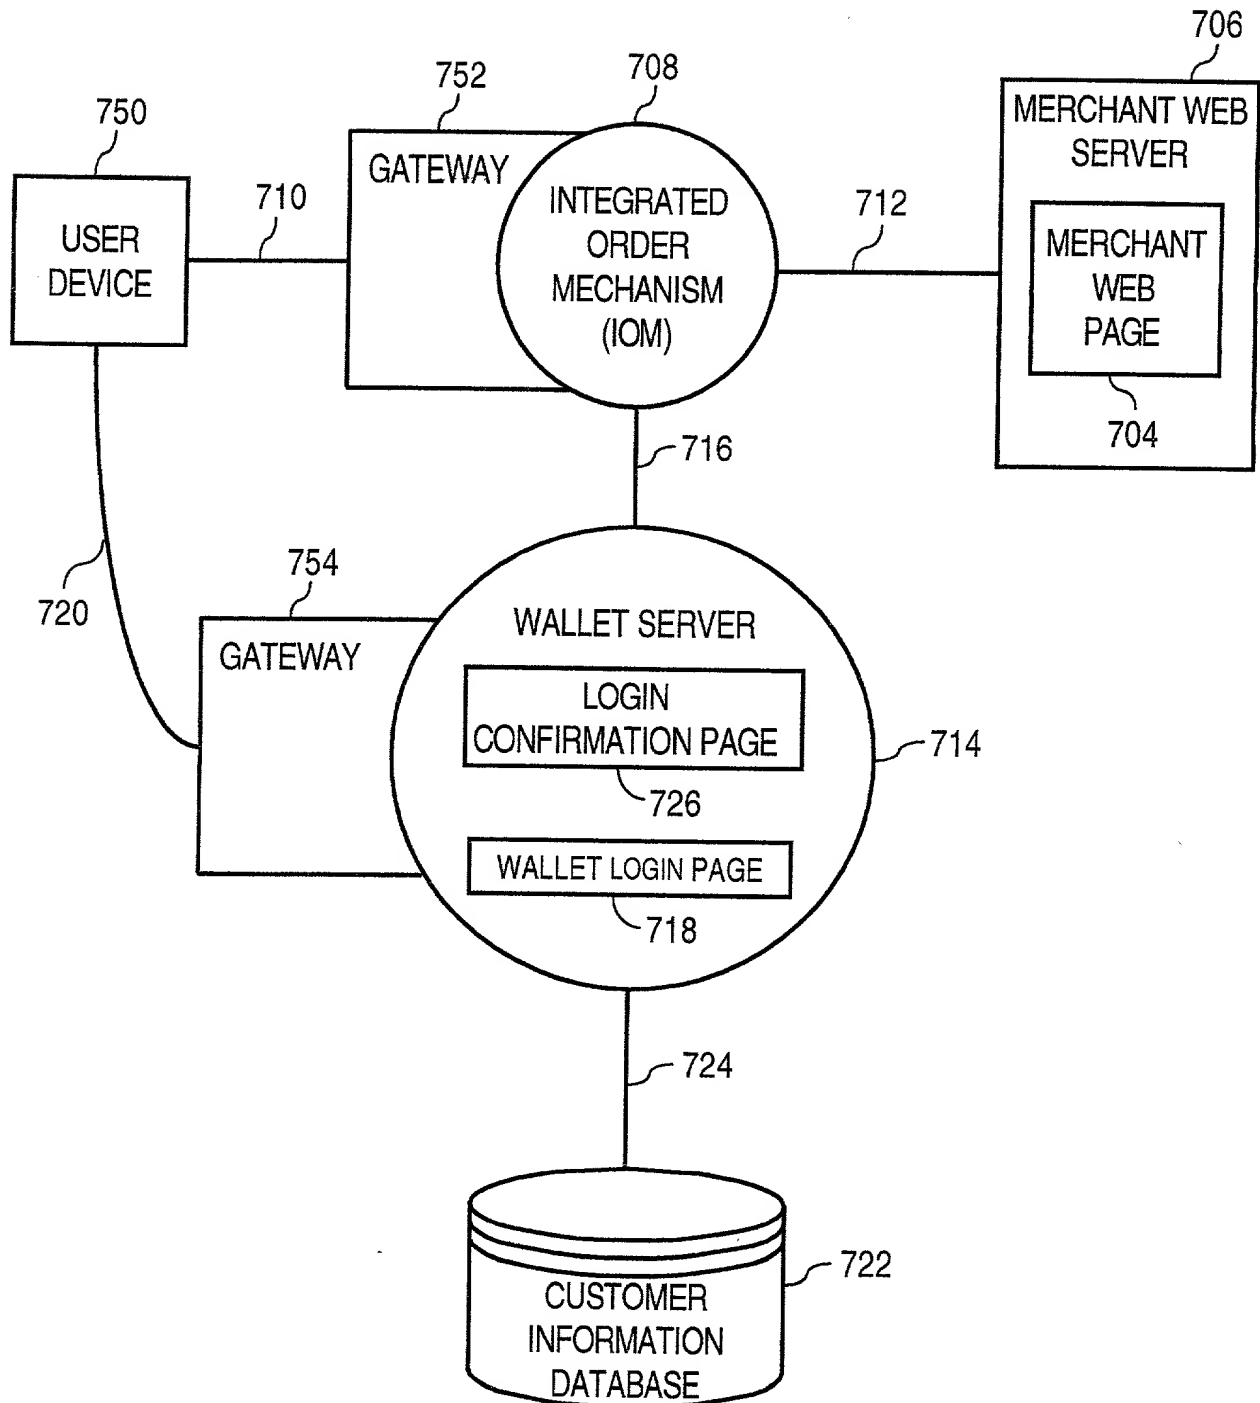 706
MERCHANT WEB
SERVER
MERCHANT
WEB
PAGE
704
708
752
GATEWAY
INTEGRATED
ORDER
MECHANISM
(IOM)
750
USER
DEVICE
710
712
716
720
754
GATEWAY
WALLET SERVER
LOGIN
CONFIRMATION PAGE
726
714
WALLET LOGIN PAGE
718
724
722
CUSTOMER
INFORMATION
DATABASE